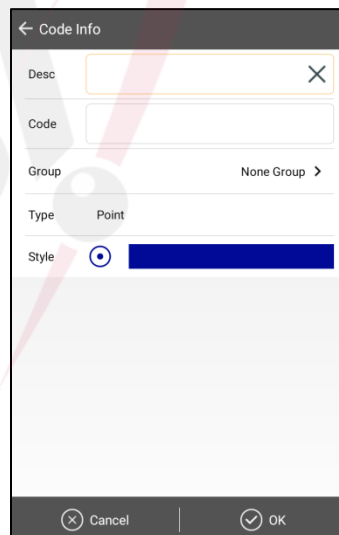 Code Info
Desc
Code
Group None Group
Type Point
Style
Cancel OK